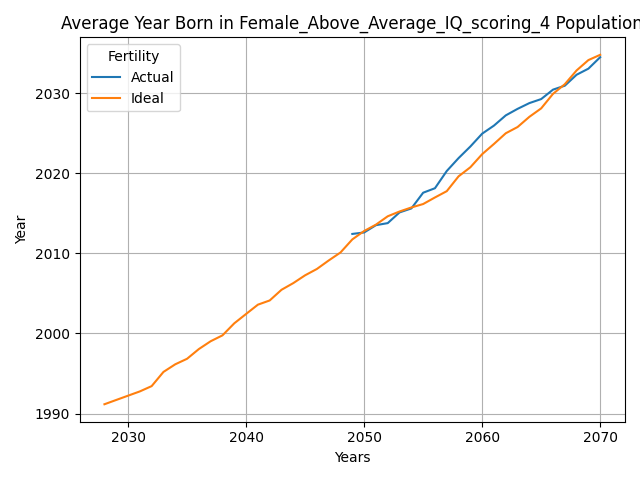 Average Year Born in Female_Above_Average_IQ_scoring_4 Population
Fertility
Actual
Ideal
Year
2030
2020
2010
2000
1990
2030 2040 2050 2060 2070
Years